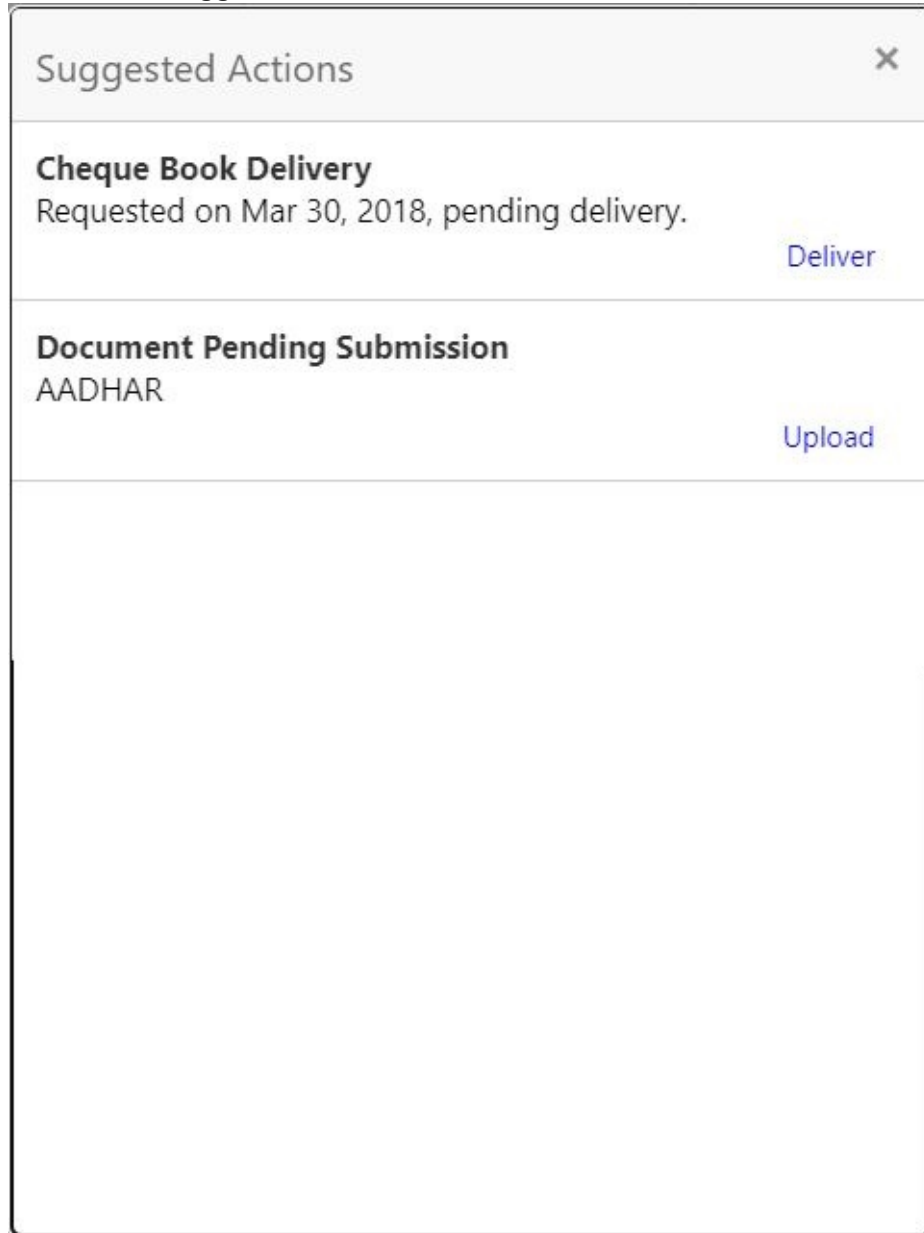 Suggested Actions ×
Cheque Book Delivery
Requested on Mar 30, 2018, pending delivery.
Deliver
Document Pending Submission
AADHAR
Upload